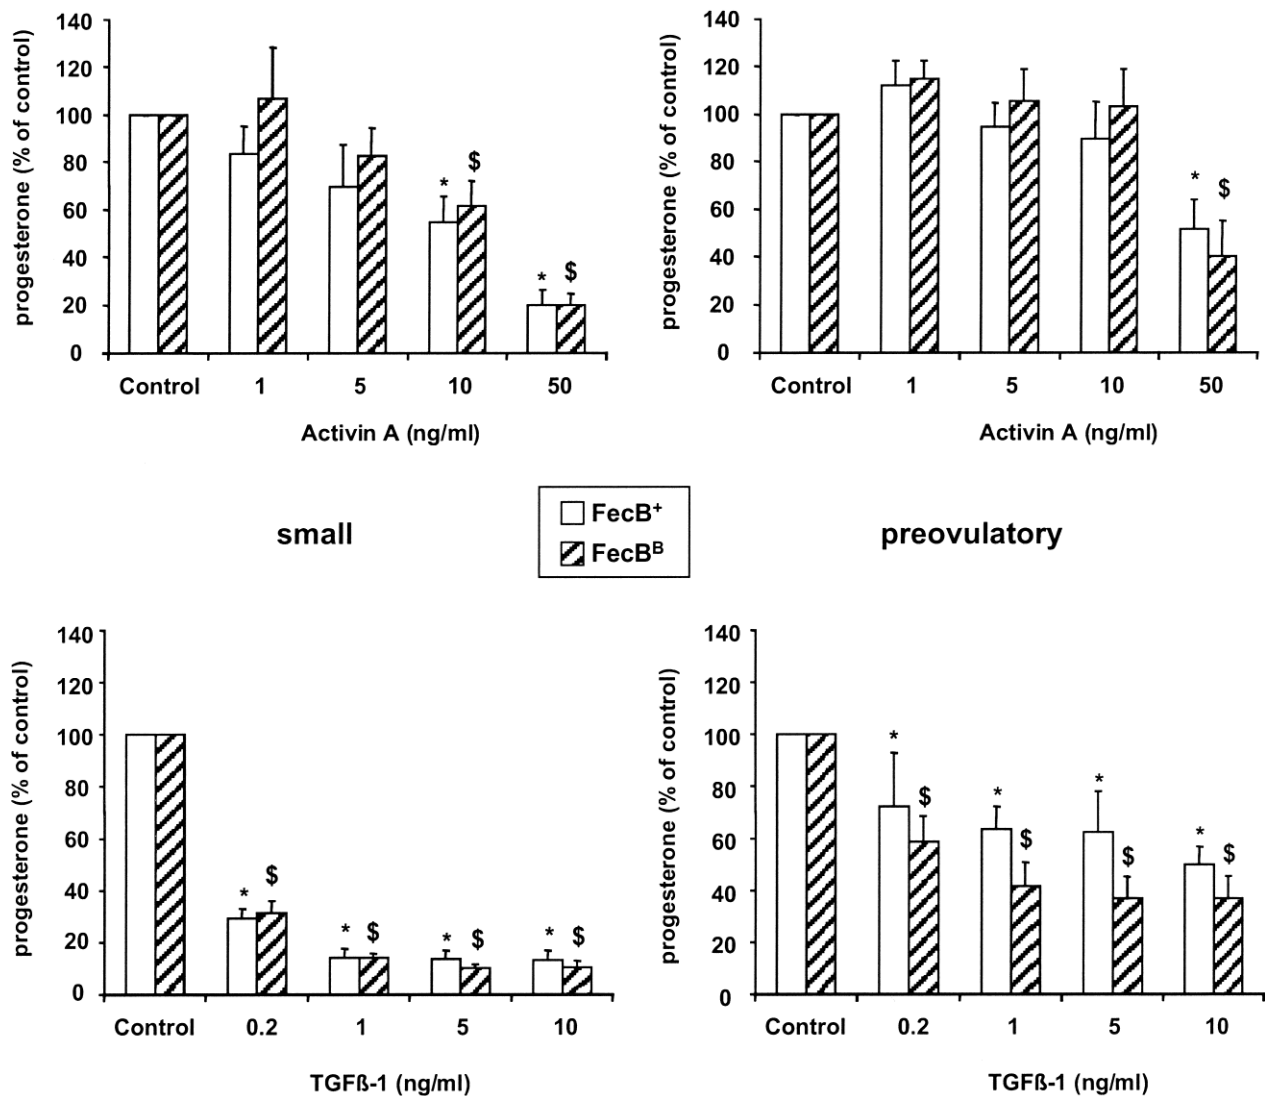 progesterone (% of control)
140
120
100
80
60
40
20
0
* $
* $
Control 1 5 10 50
Activin A (ng/ml)
progesterone (% of control)
140
120
100
80
60
40
20
0
* $
Control 1 5 10 50
Activin A (ng/ml)
small
FecB⁺
FecBᴮ
preovulatory
progesterone (% of control)
140
120
100
80
60
40
20
0
* $ * $ * $ * $
Control 0.2 1 5 10
TGFß-1 (ng/ml)
progesterone (% of control)
140
120
100
80
60
40
20
0
* $ * $ * $ * $
Control 0.2 1 5 10
TGFß-1 (ng/ml)